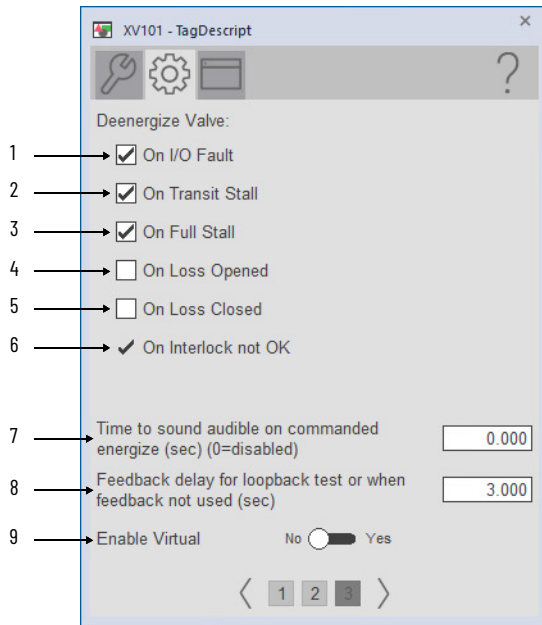 XV101 - TagDescript
×
?
Deenergize Valve:
1 On I/O Fault
2 On Transit Stall
3 On Full Stall
4 On Loss Opened
5 On Loss Closed
6 On Interlock not OK
7 Time to sound audible on commanded
energize (sec) (0=disabled) 0.000
8 Feedback delay for loopback test or when
feedback not used (sec) 3.000
9 Enable Virtual No Yes
1 2 3